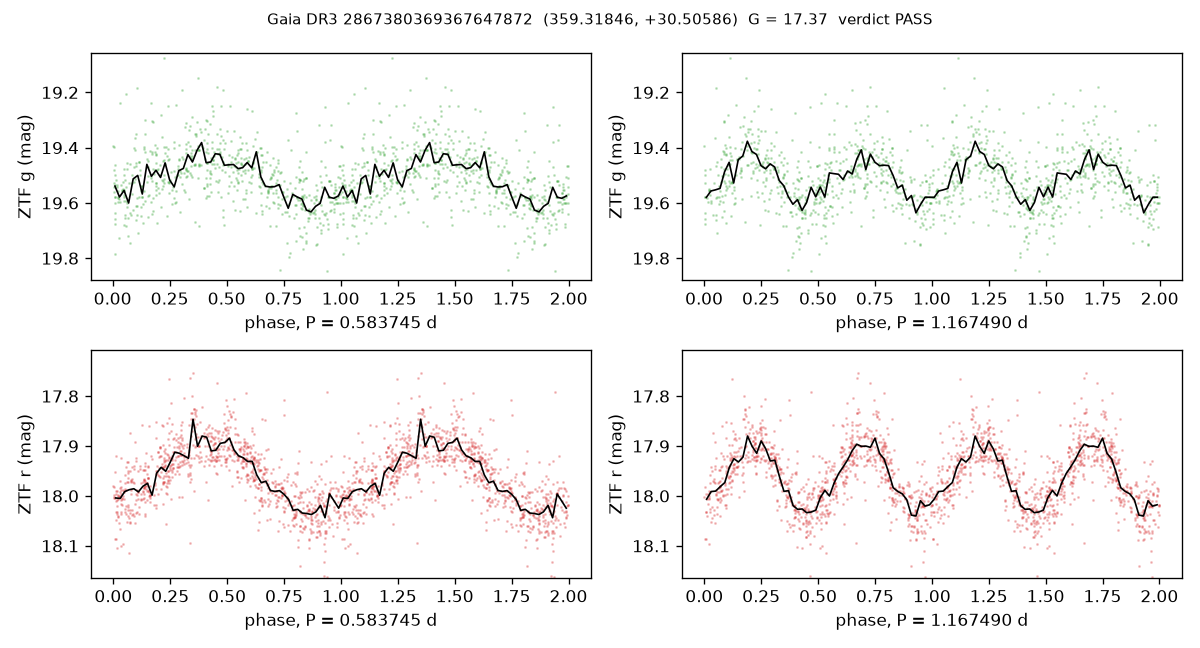 Gaia DR3 2867380369367647872 (359.31846, +30.50586) G = 17.37 verdict PASS
ZTF g (mag)
19.2
19.4
19.6
19.8
0.00 0.25 0.50 0.75 1.00 1.25 1.50 1.75 2.00
phase, P = 0.583745 d
ZTF g (mag)
19.2
19.4
19.6
19.8
0.00 0.25 0.50 0.75 1.00 1.25 1.50 1.75 2.00
phase, P = 1.167490 d
ZTF r (mag)
17.8
17.9
18.0
18.1
0.00 0.25 0.50 0.75 1.00 1.25 1.50 1.75 2.00
phase, P = 0.583745 d
ZTF r (mag)
17.8
17.9
18.0
18.1
0.00 0.25 0.50 0.75 1.00 1.25 1.50 1.75 2.00
phase, P = 1.167490 d